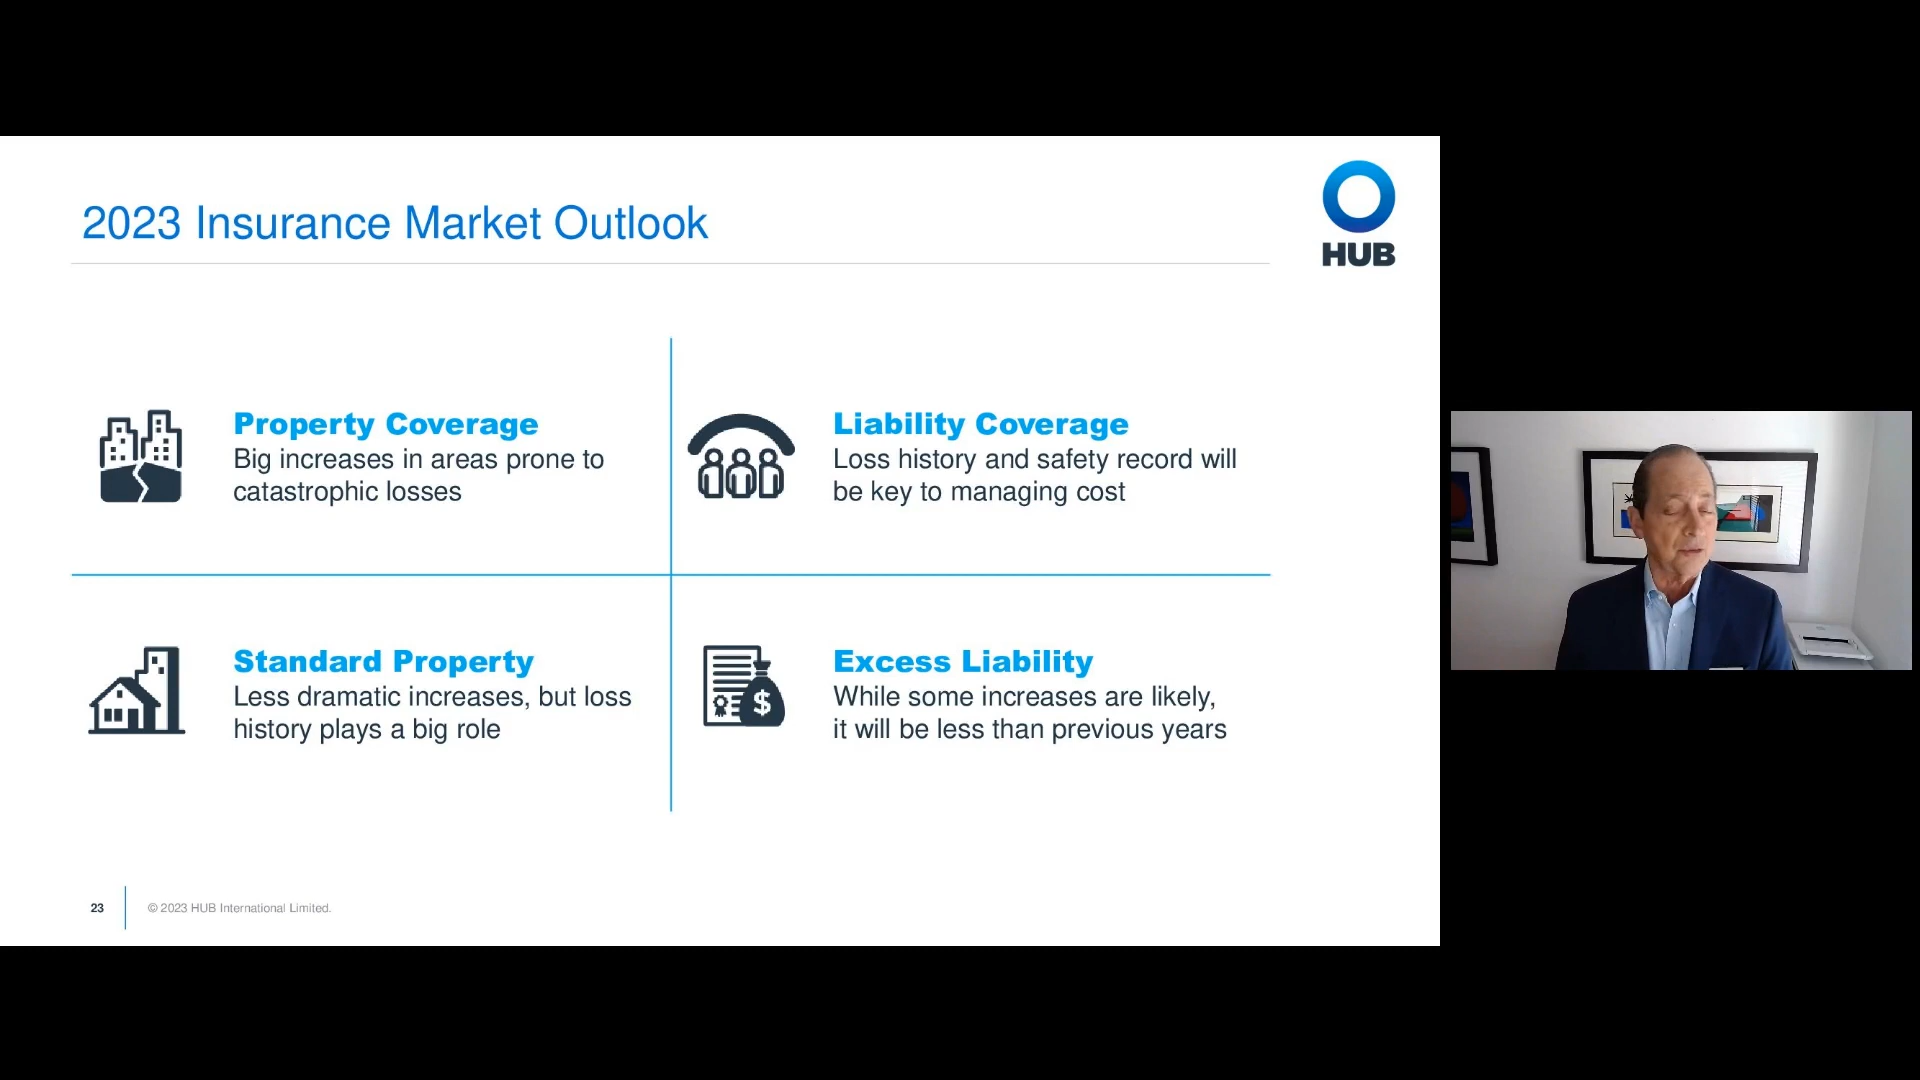 2023 Insurance Market Outlook
HUB
Property Coverage
Big increases in areas prone to
catastrophic losses
Liability Coverage
Loss history and safety record will
be key to managing cost
Standard Property
Less dramatic increases, but loss
history plays a big role
$
Excess Liability
While some increases are likely,
it will be less than previous years
23
© 2023 HUB International Limited.